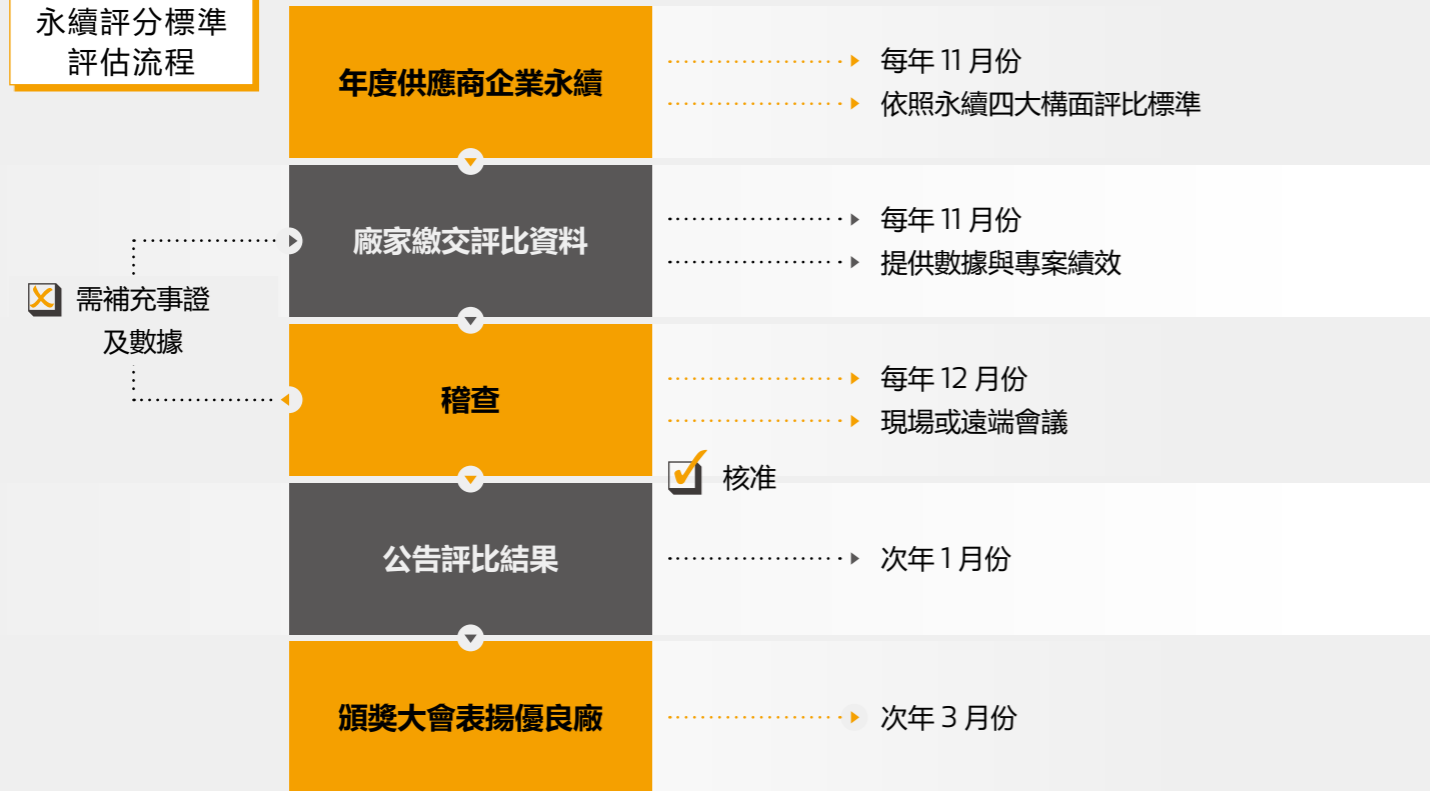 永續評分標準
評估流程
年度供應商企業永續
每年 11 月份
依照永續四大構面評比標準
廠家繳交評比資料
每年 11 月份
提供數據與專案績效
需補充事證
及數據
稽查
每年 12 月份
現場或遠端會議
核准
公告評比結果
次年 1 月份
頒獎大會表揚優良廠
次年 3 月份